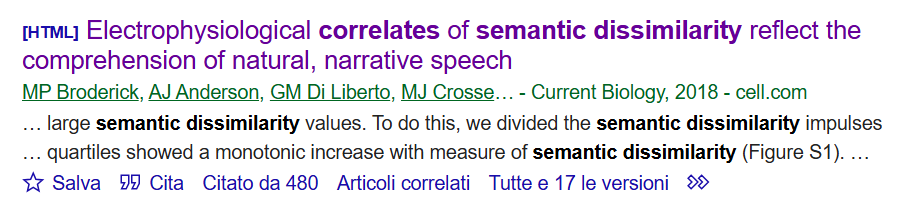 [HTML] Electrophysiological correlates of semantic dissimilarity reflect the
comprehension of natural, narrative speech
MP Broderick, AJ Anderson, GM Di Liberto, MJ Crosse… - Current Biology, 2018 - cell.com
… large semantic dissimilarity values. To do this, we divided the semantic dissimilarity impulses
… quartiles showed a monotonic increase with measure of semantic dissimilarity (Figure S1). …
Salva Cita Citato da 480 Articoli correlati Tutte e 17 le versioni